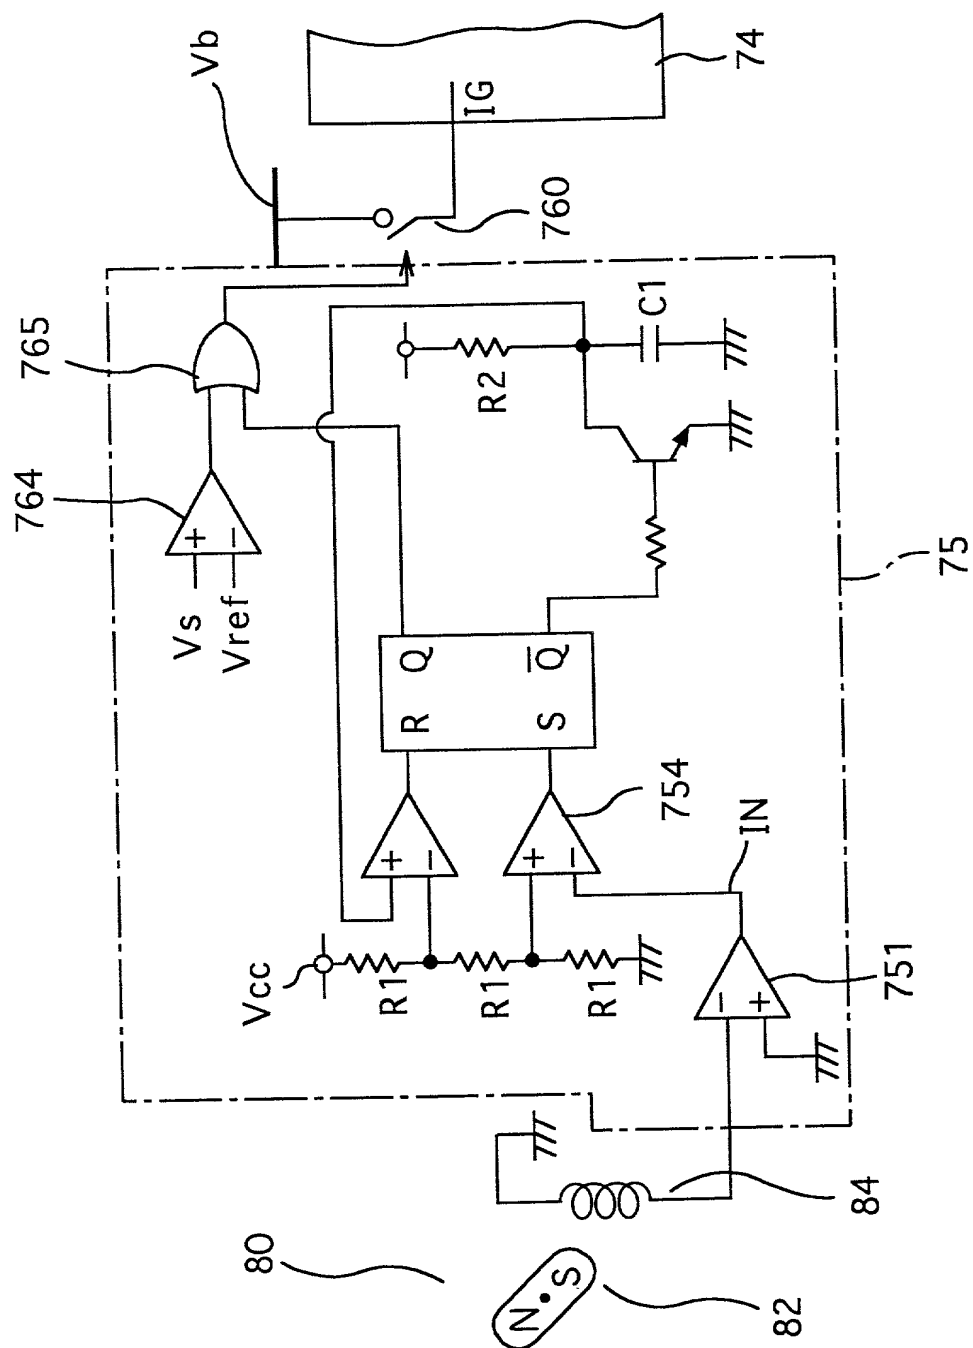 Vb
74
IG
760
765
764
+
−
Vs
Vref
C1
R2
75
Q
Q̅
R
S
+
−
+
−
754
IN
Vcc
R1
R1
R1
−
+
751
84
80
N
S
82